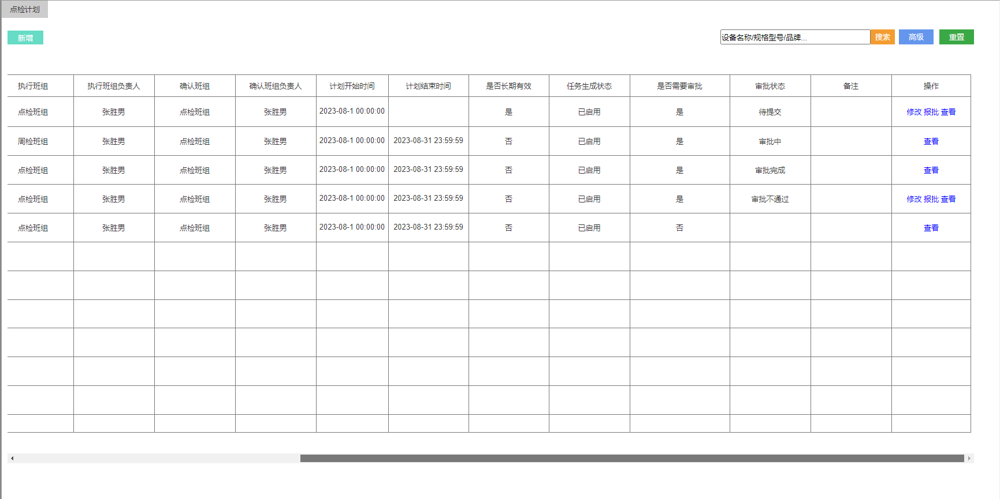 点检计划
新增 设备名称/规格型号/品牌... 搜索 高级 重置
执行班组 执行班组负责人 确认班组 确认班组负责人 计划开始时间 计划结束时间 是否长期有效 任务生成状态 是否需要审批 审批状态 备注 操作
点检班组 张胜男 点检班组 张胜男 2023-08-1 00:00:00 是 已启用 是 待提交 修改 报批 查看
周检班组 张胜男 点检班组 张胜男 2023-08-1 00:00:00 2023-08-31 23:59:59 否 已启用 是 审批中 查看
点检班组 张胜男 点检班组 张胜男 2023-08-1 00:00:00 2023-08-31 23:59:59 否 已启用 是 审批完成 查看
点检班组 张胜男 点检班组 张胜男 2023-08-1 00:00:00 2023-08-31 23:59:59 否 已启用 是 审批不通过 修改 报批 查看
点检班组 张胜男 点检班组 张胜男 2023-08-1 00:00:00 2023-08-31 23:59:59 否 已启用 否 查看